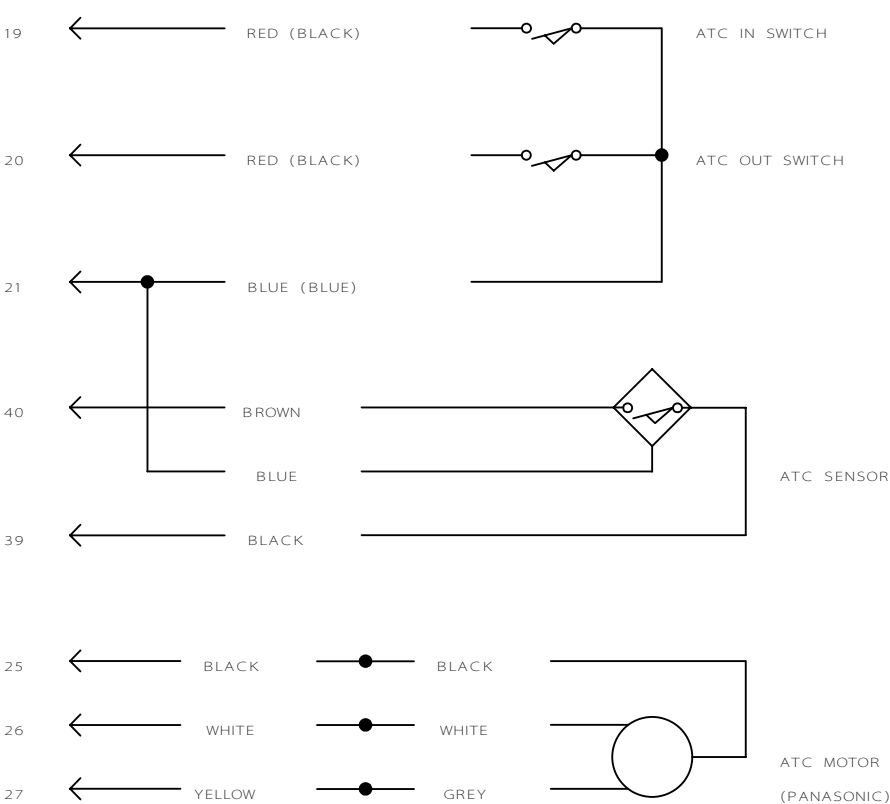 19 RED (BLACK) ATC IN SWITCH
20 RED (BLACK) ATC OUT SWITCH
21 BLUE (BLUE)
40 BROWN
BLUE ATC SENSOR
39 BLACK
25 BLACK BLACK
26 WHITE WHITE
ATC MOTOR
27 YELLOW GREY (PANASONIC)